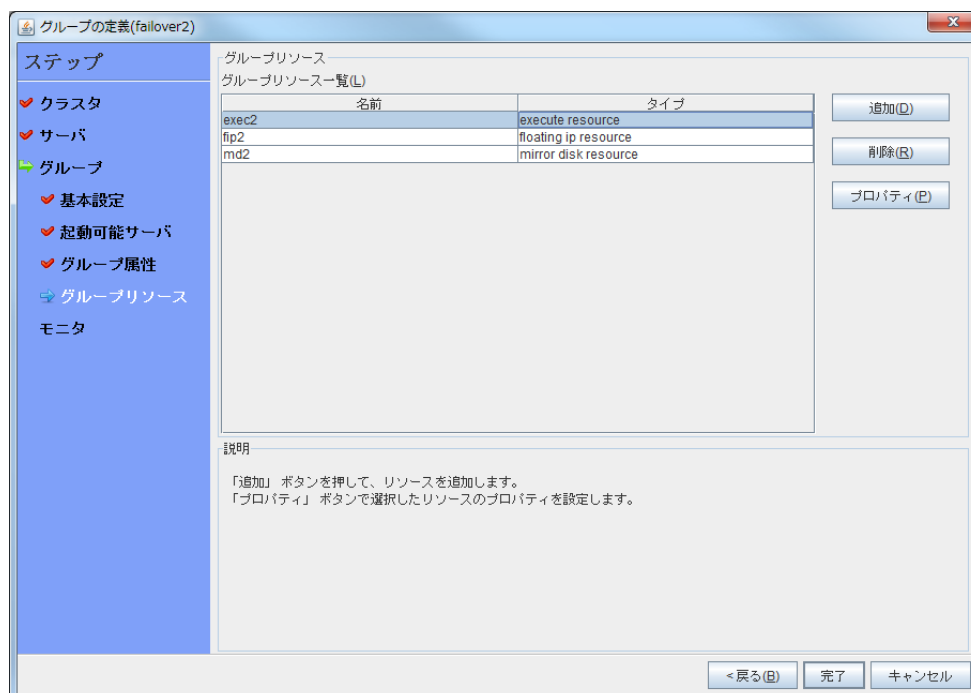 グループの定義(failover2)
ステップ
クラスタ
サーバ
グループ
基本設定
起動可能サーバ
グループ属性
グループリソース
モニタ
グループリソース
グループリソース一覧(L)
名前 タイプ
exec2 execute resource
fip2 floating ip resource
md2 mirror disk resource
追加(D)
削除(R)
プロパティ(P)
説明
「追加」 ボタンを押して、リソースを追加します。
「プロパティ」 ボタンで選択したリソースのプロパティを設定します。
<戻る(B) 完了 キャンセル